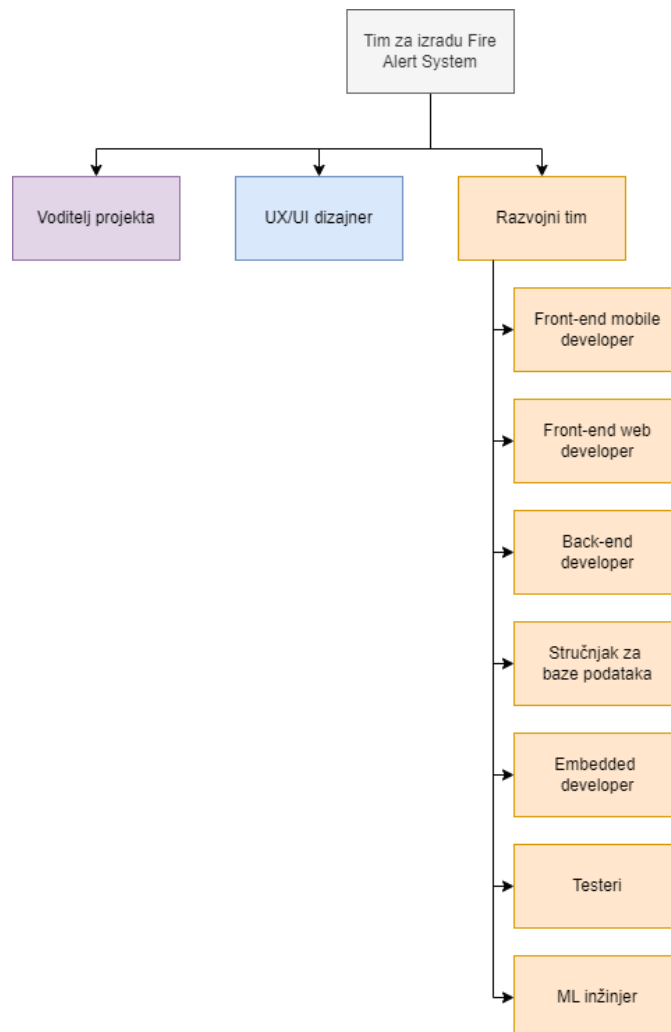 Tim za izradu Fire
Alert System
Voditelj projekta
UX/UI dizajner
Razvojni tim
Front-end mobile
developer
Front-end web
developer
Back-end
developer
Stručnjak za
baze podataka
Embedded
developer
Testeri
ML inžinjer